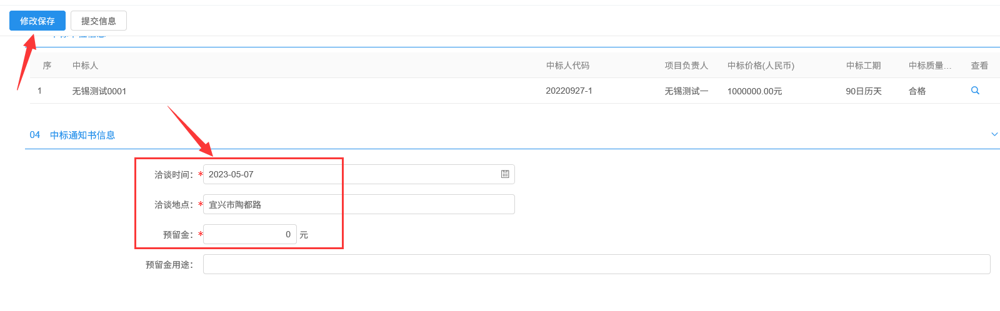 修改保存 提交信息
序 中标人 中标人代码 项目负责人 中标价格(人民币) 中标工期 中标质量... 查看
1 无锡测试0001 20220927-1 无锡测试一 1000000.00元 90日历天 合格
04 中标通知书信息
洽谈时间：* 2023-05-07
洽谈地点：* 宜兴市陶都路
预留金：* 0 元
预留金用途：